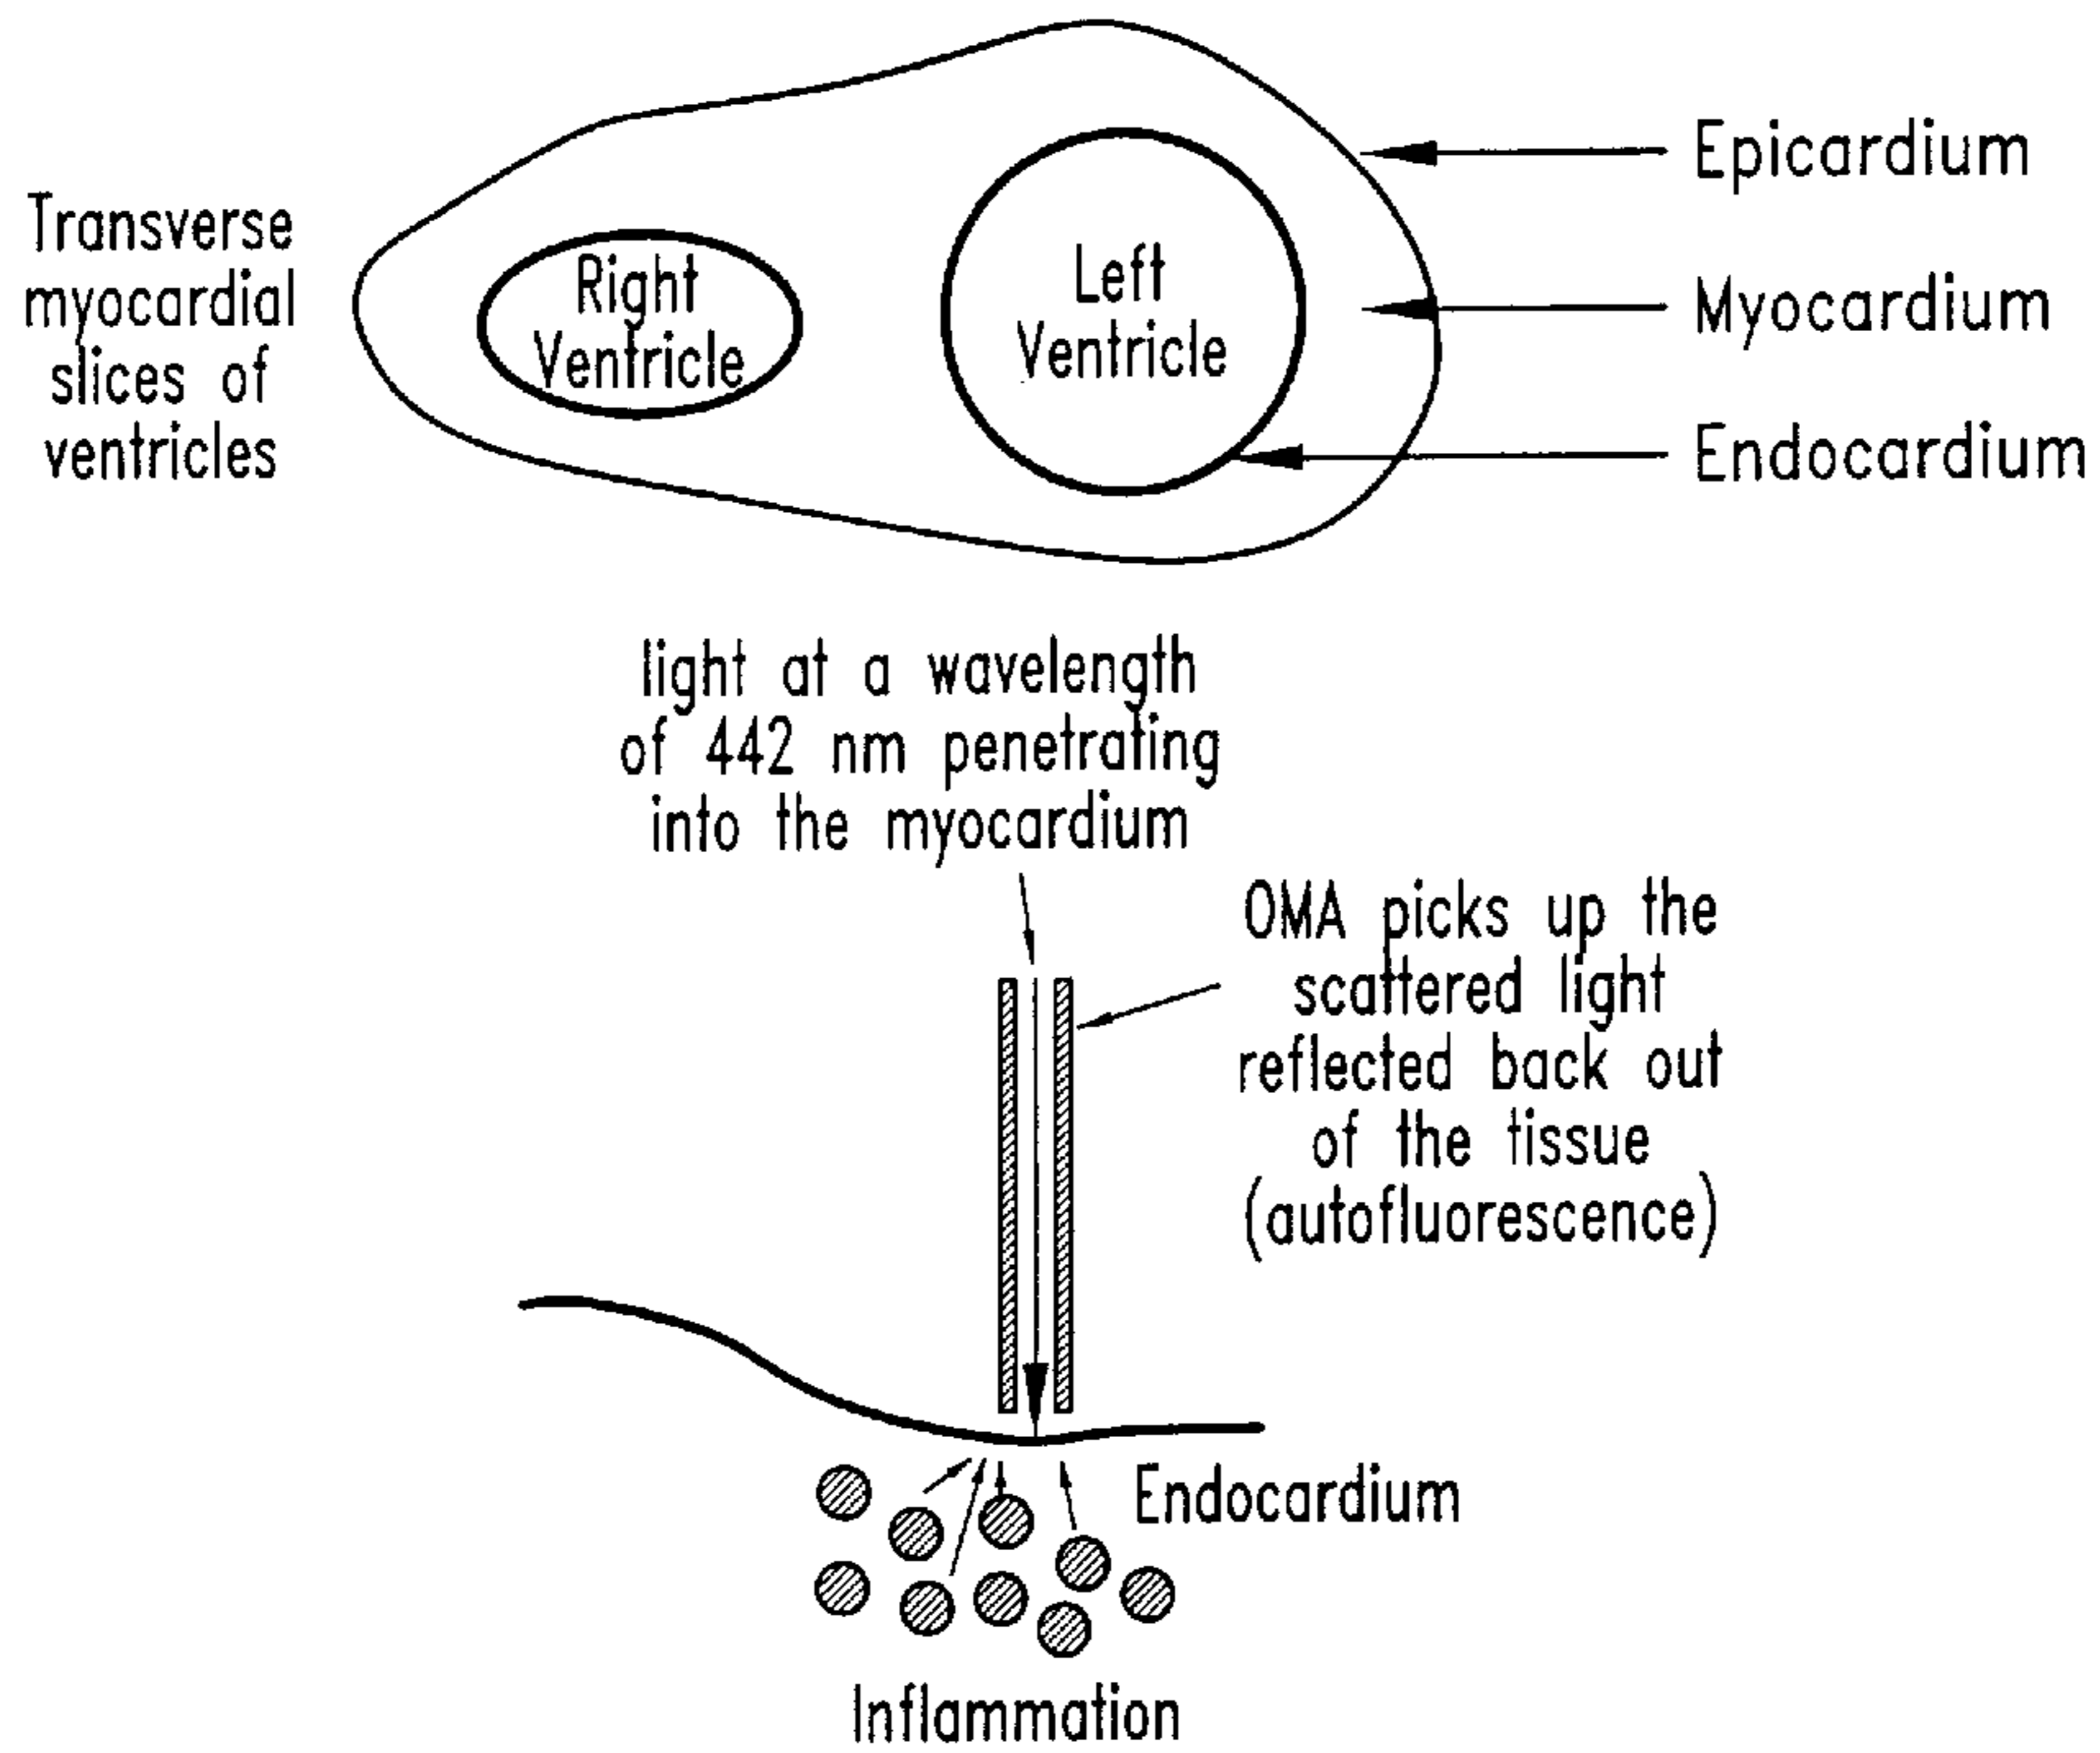 Transverse
myocardial
slices of
ventricles
Right
Ventricle
Left
Ventricle
Epicardium
Myocardium
Endocardium
light at a wavelength
of 442 nm penetrating
into the myocardium
OMA picks up the
scattered light
reflected back out
of the tissue
(autofluorescence)
Endocardium
Inflammation